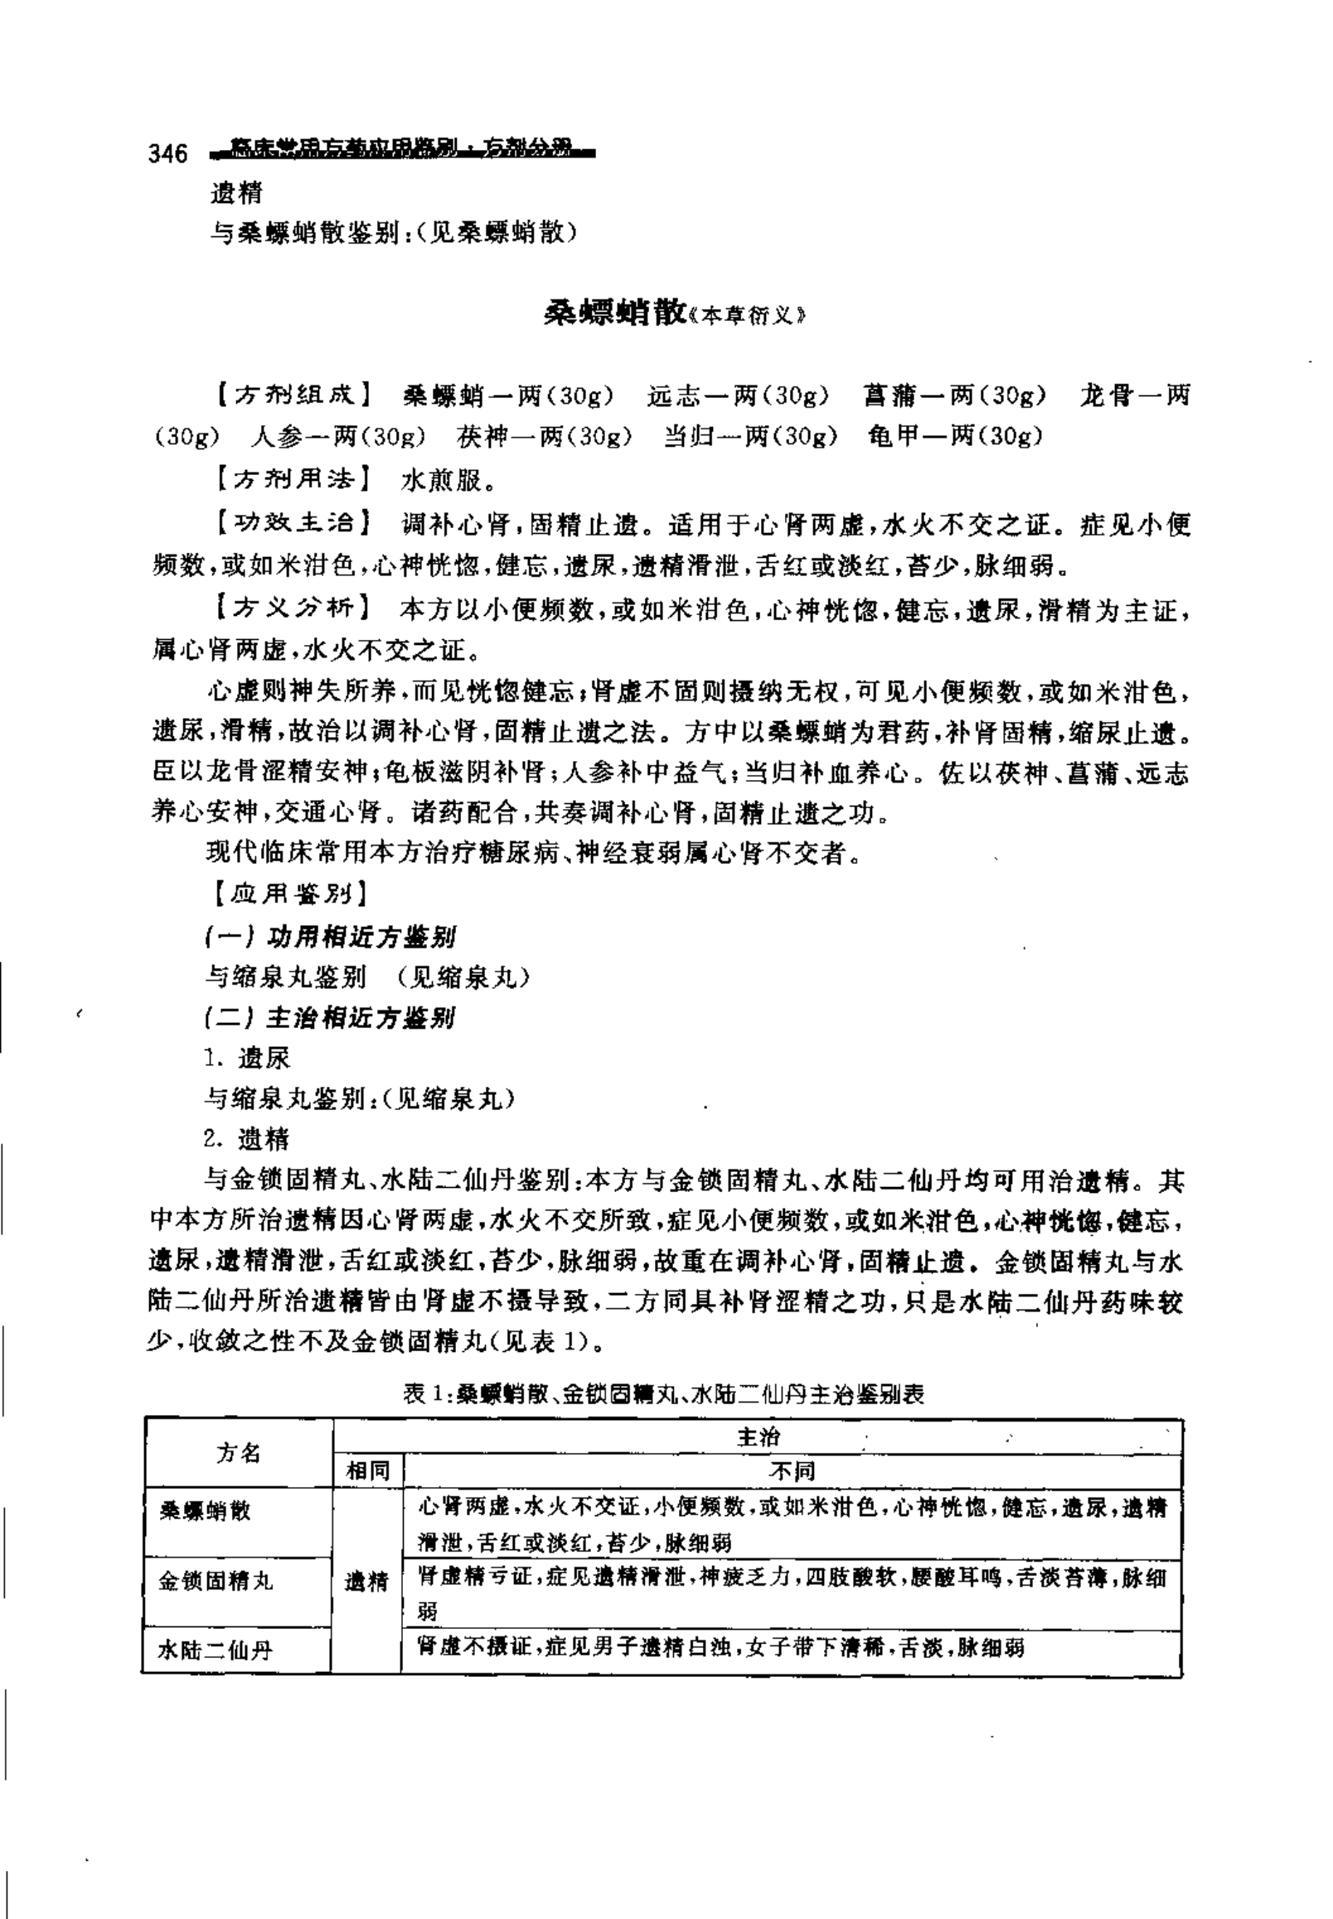 346 临床常用方药应用鉴别·方剂分册
遗精
与桑螵蛸散鉴别:(见桑螵蛸散)
桑螵蛸散《本草衍义》
【方剂组成】 桑螵蛸一两(30g) 远志一两(30g) 菖蒲一两(30g) 龙骨一两
(30g) 人参一两(30g) 茯神一两(30g) 当归一两(30g) 龟甲一两(30g)
【方剂用法】 水煎服。
【功效主治】 调补心肾,固精止遗。适用于心肾两虚,水火不交之证。症见小便
频数,或如米泔色,心神恍惚,健忘,遗尿,遗精滑泄,舌红或淡红,苔少,脉细弱。
【方义分析】 本方以小便频数,或如米泔色,心神恍惚,健忘,遗尿,滑精为主证,
属心肾两虚,水火不交之证。
心虚则神失所养,而见恍惚健忘;肾虚不固则摄纳无权,可见小便频数,或如米泔色,
遗尿,滑精,故治以调补心肾,固精止遗之法。方中以桑螵蛸为君药,补肾固精,缩尿止遗。
臣以龙骨涩精安神;龟板滋阴补肾;人参补中益气;当归补血养心。佐以茯神、菖蒲、远志
养心安神,交通心肾。诸药配合,共奏调补心肾,固精止遗之功。
现代临床常用本方治疗糖尿病、神经衰弱属心肾不交者。
【应用鉴别】
(一) 功用相近方鉴别
与缩泉丸鉴别 (见缩泉丸)
(二) 主治相近方鉴别
1. 遗尿
与缩泉丸鉴别:(见缩泉丸)
2. 遗精
与金锁固精丸、水陆二仙丹鉴别:本方与金锁固精丸、水陆二仙丹均可用治遗精。其
中本方所治遗精因心肾两虚,水火不交所致,症见小便频数,或如米泔色,心神恍惚,健忘,
遗尿,遗精滑泄,舌红或淡红,苔少,脉细弱,故重在调补心肾,固精止遗。金锁固精丸与水
陆二仙丹所治遗精皆由肾虚不摄导致,二方同具补肾涩精之功,只是水陆二仙丹药味较
少,收敛之性不及金锁固精丸(见表 1)。
表 1:桑螵蛸散、金锁固精丸、水陆二仙丹主治鉴别表
方名 主治
相同 不同
桑螵蛸散 心肾两虚,水火不交证,小便频数,或如米泔色,心神恍惚,健忘,遗尿,遗精
滑泄,舌红或淡红,苔少,脉细弱
金锁固精丸 遗精 肾虚精亏证,症见遗精滑泄,神疲乏力,四肢酸软,腰酸耳鸣,舌淡苔薄,脉细
弱
水陆二仙丹 肾虚不摄证,症见男子遗精白浊,女子带下清稀,舌淡,脉细弱